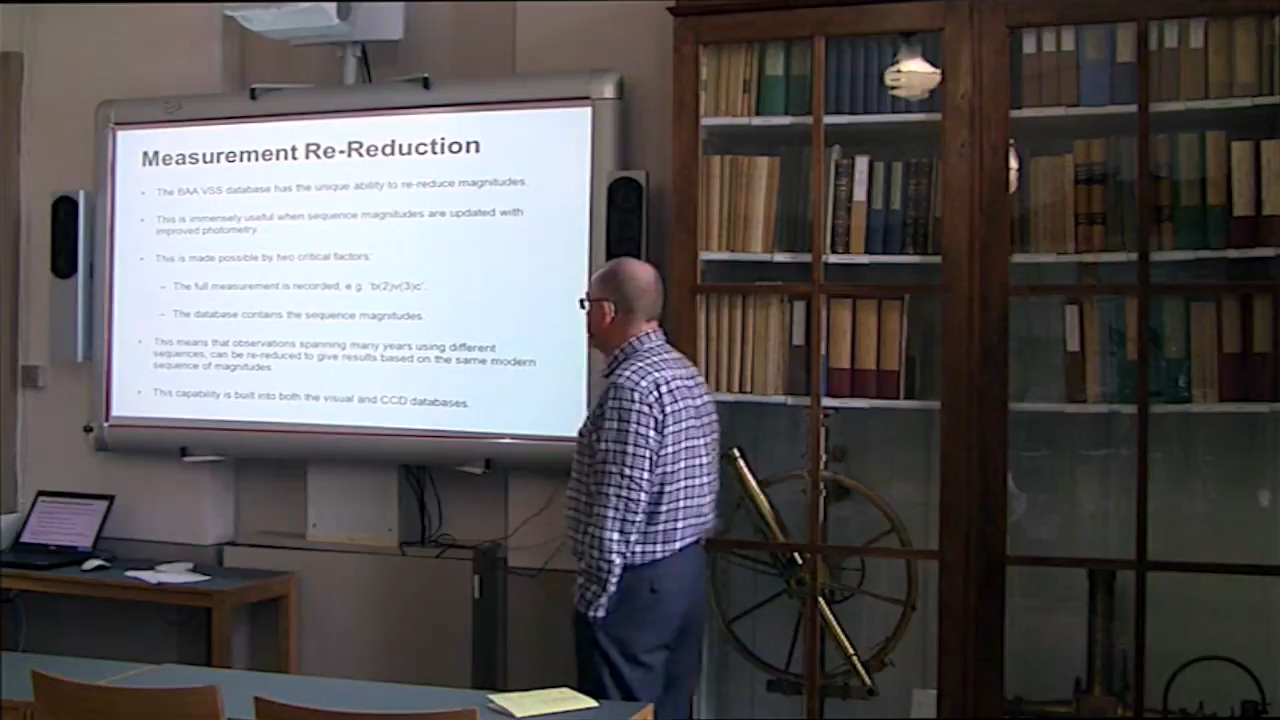 Measurement Re-Reduction
• The BAA VSS database has the unique ability to re-reduce magnitudes.
• This is immensely useful when sequence magnitudes are updated with
improved photometry.
• This is made possible by two critical factors:
– The full measurement is recorded, e.g. 'b(2)v(3)c'.
– The database contains the sequence magnitudes.
• This means that observations spanning many years using different
sequences, can be re-reduced to give results based on the same modern
sequence of magnitudes.
• This capability is built into both the visual and CCD databases.